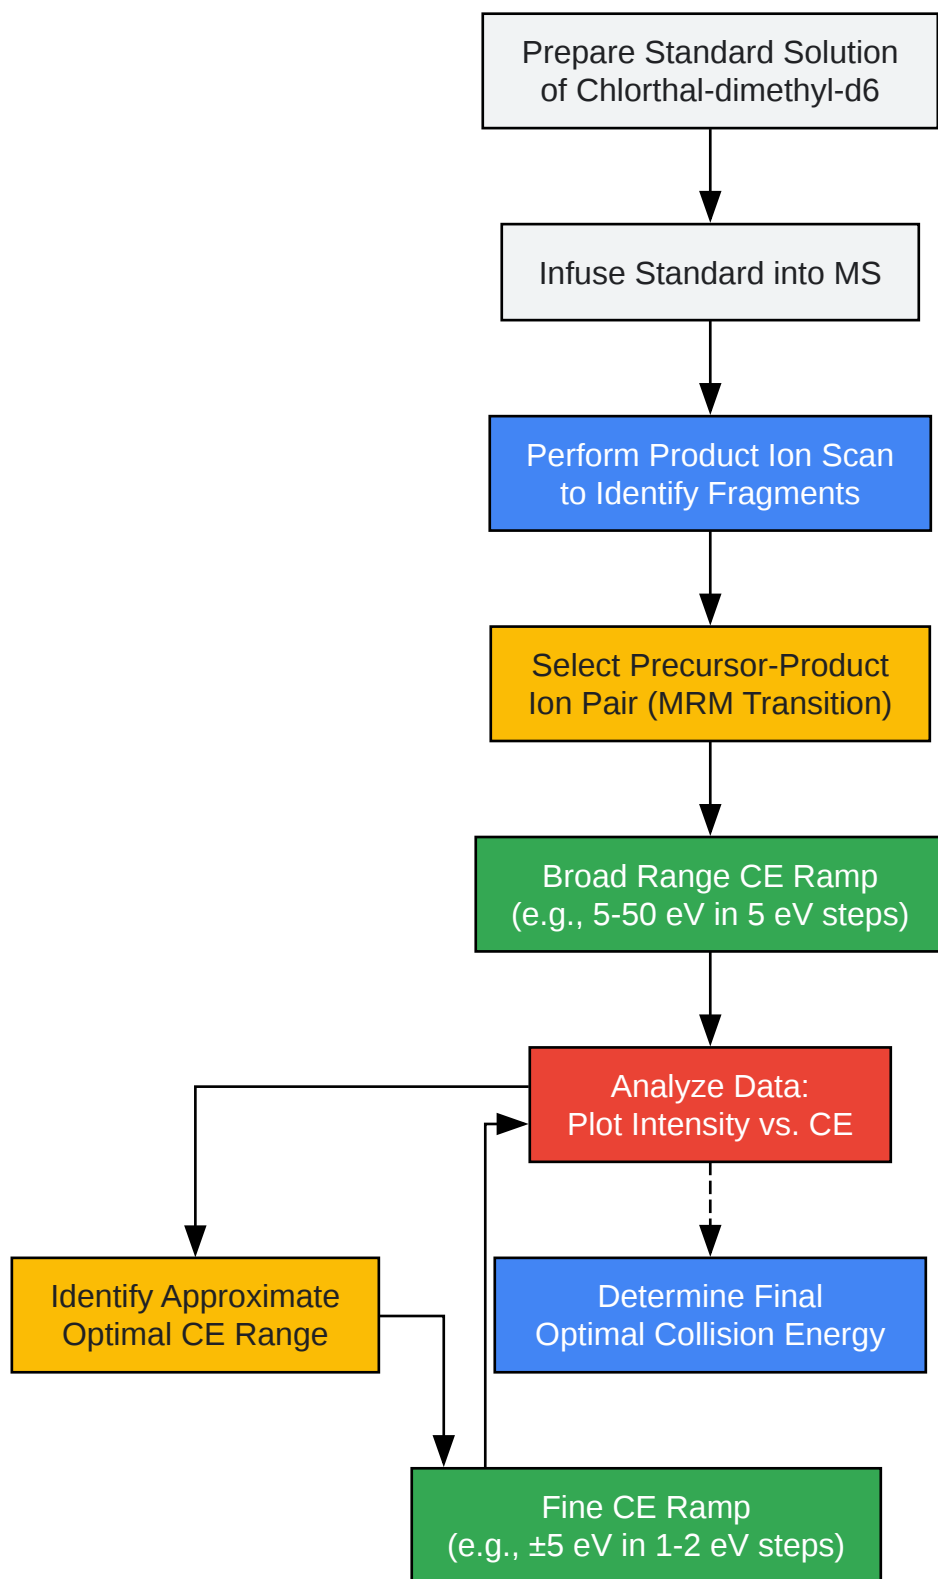 Prepare Standard Solution
of Chlorthal-dimethyl-d6
Infuse Standard into MS
Perform Product Ion Scan
to Identify Fragments
Select Precursor-Product
Ion Pair (MRM Transition)
Broad Range CE Ramp
(e.g., 5-50 eV in 5 eV steps)
Analyze Data:
Plot Intensity vs. CE
Identify Approximate
Optimal CE Range
Determine Final
Optimal Collision Energy
Fine CE Ramp
(e.g., ±5 eV in 1-2 eV steps)